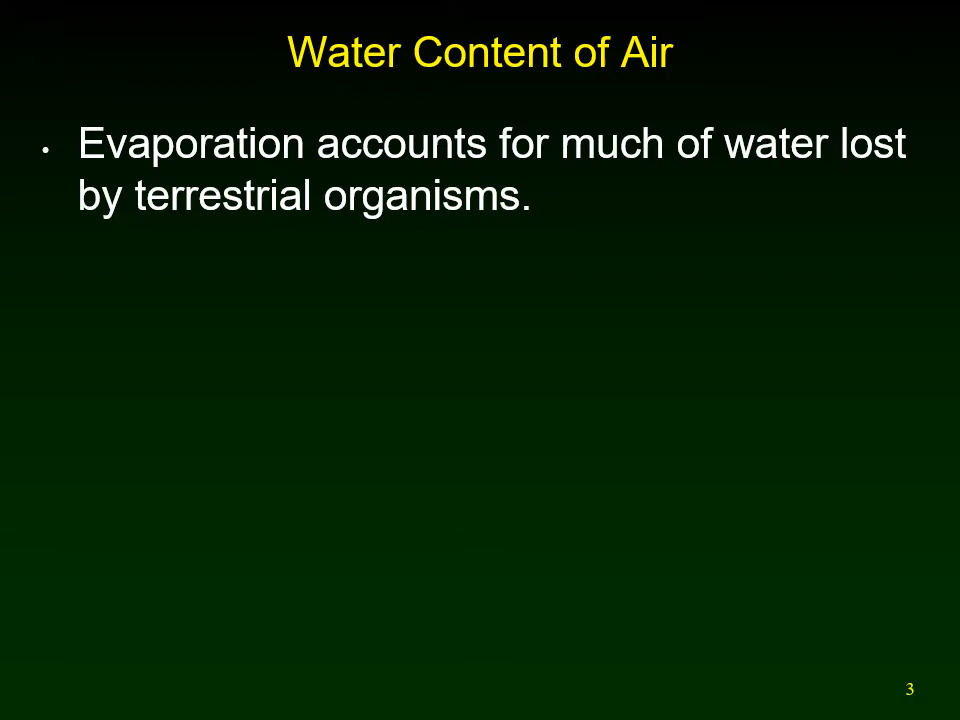 Water Content of Air
• Evaporation accounts for much of water lost
by terrestrial organisms.
3